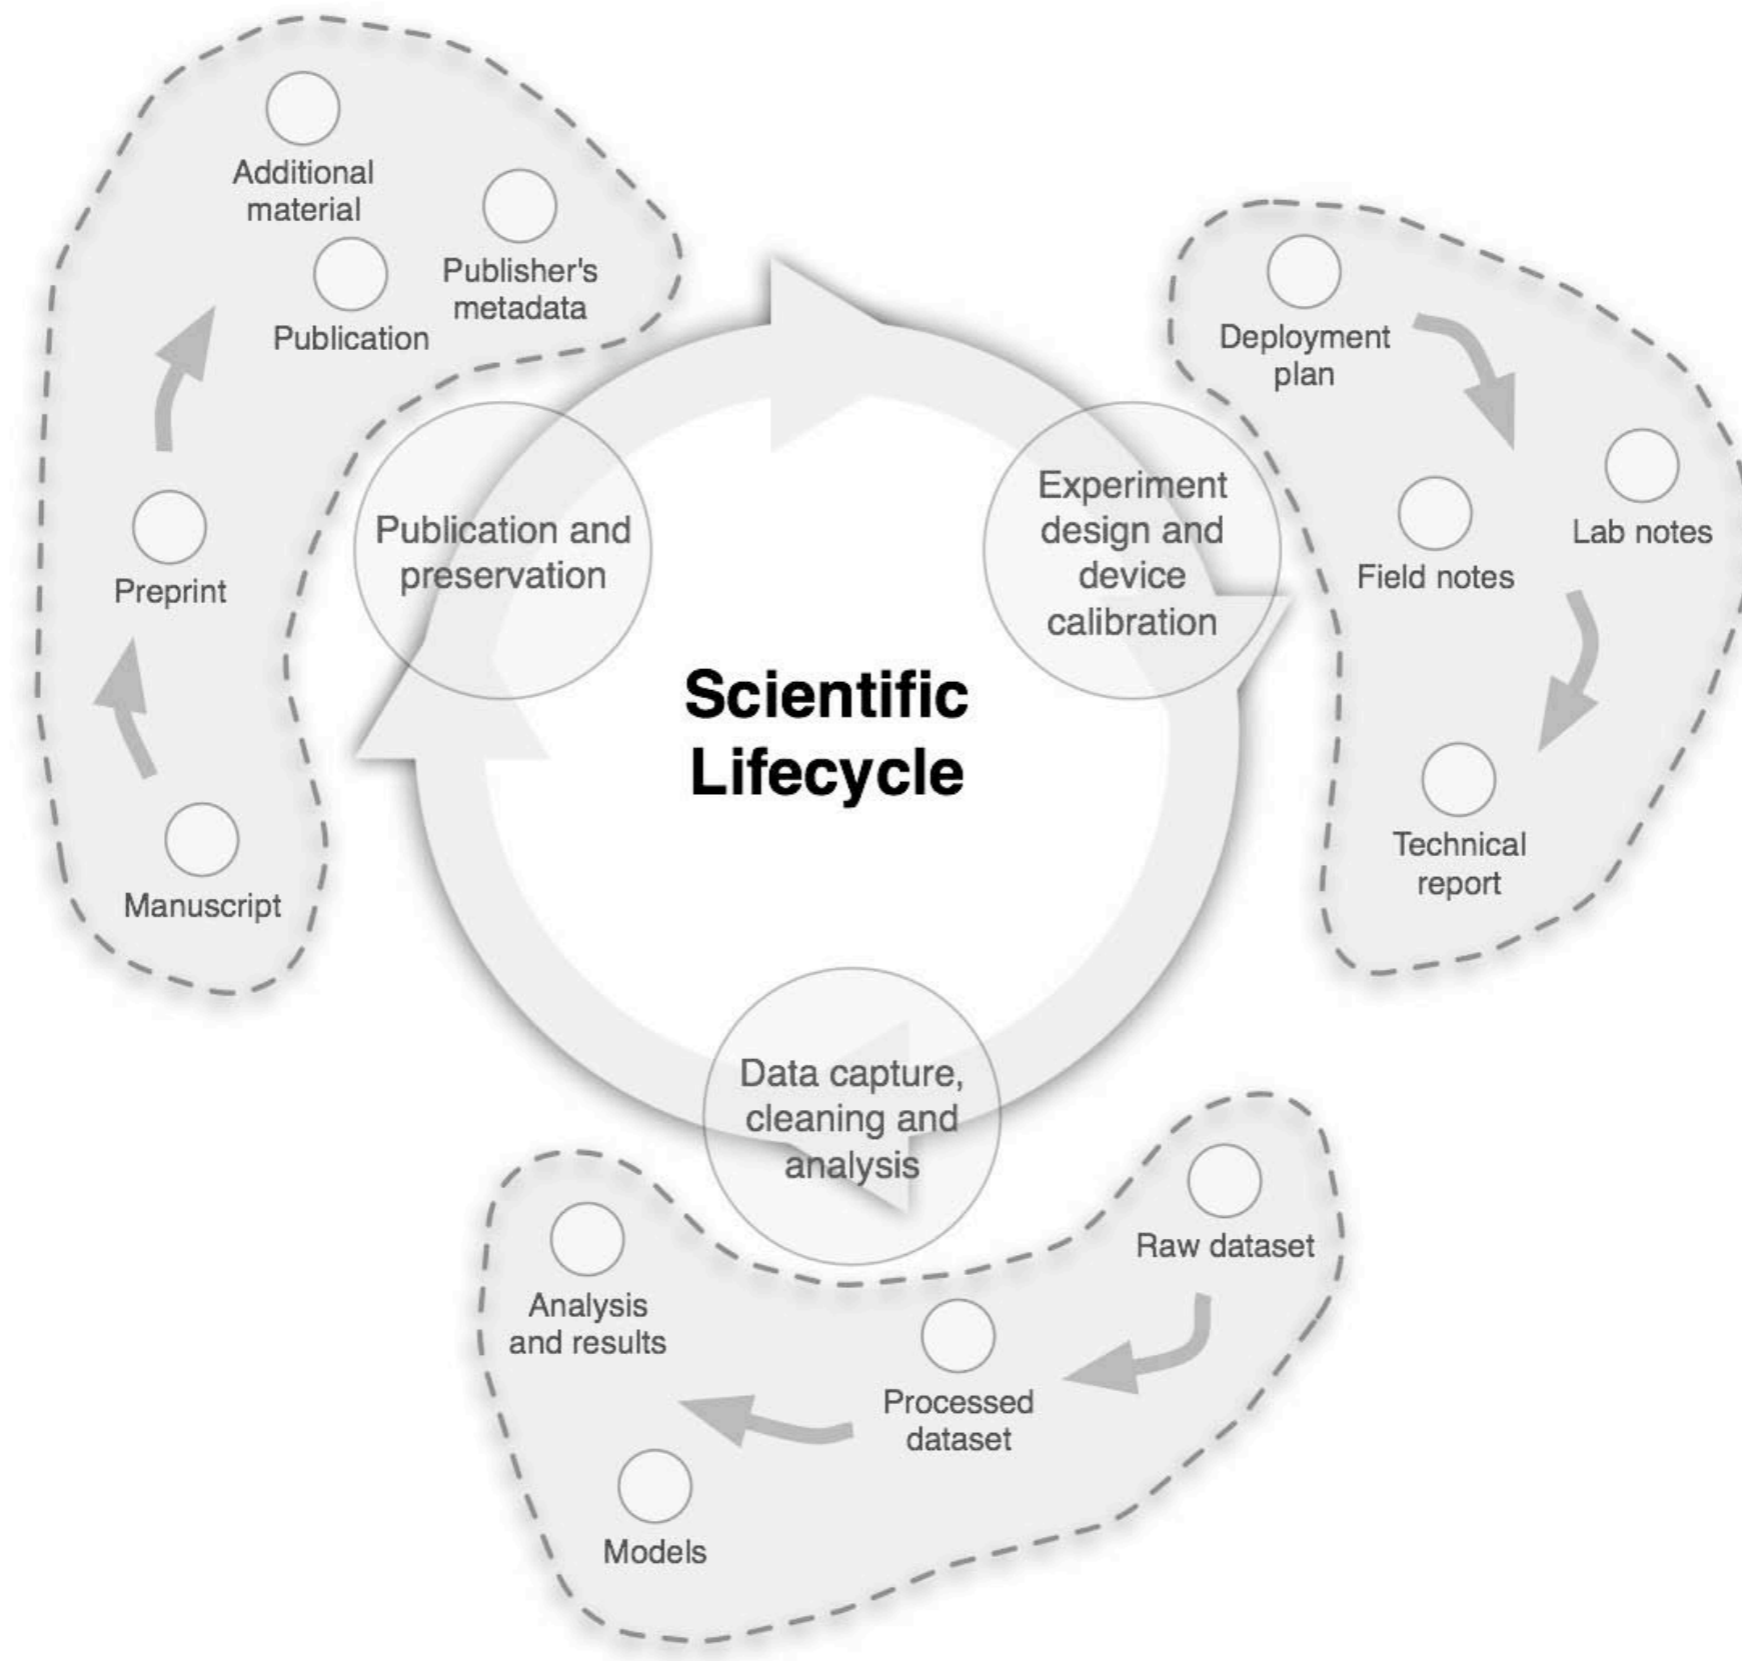 Additional
material
Publisher's
metadata
Publication
Preprint
Manuscript
Publication and
preservation
Scientific
Lifecycle
Experiment
design and
device
calibration
Deployment
plan
Lab notes
Field notes
Technical
report
Data capture,
cleaning and
analysis
Raw dataset
Processed
dataset
Analysis
and results
Models